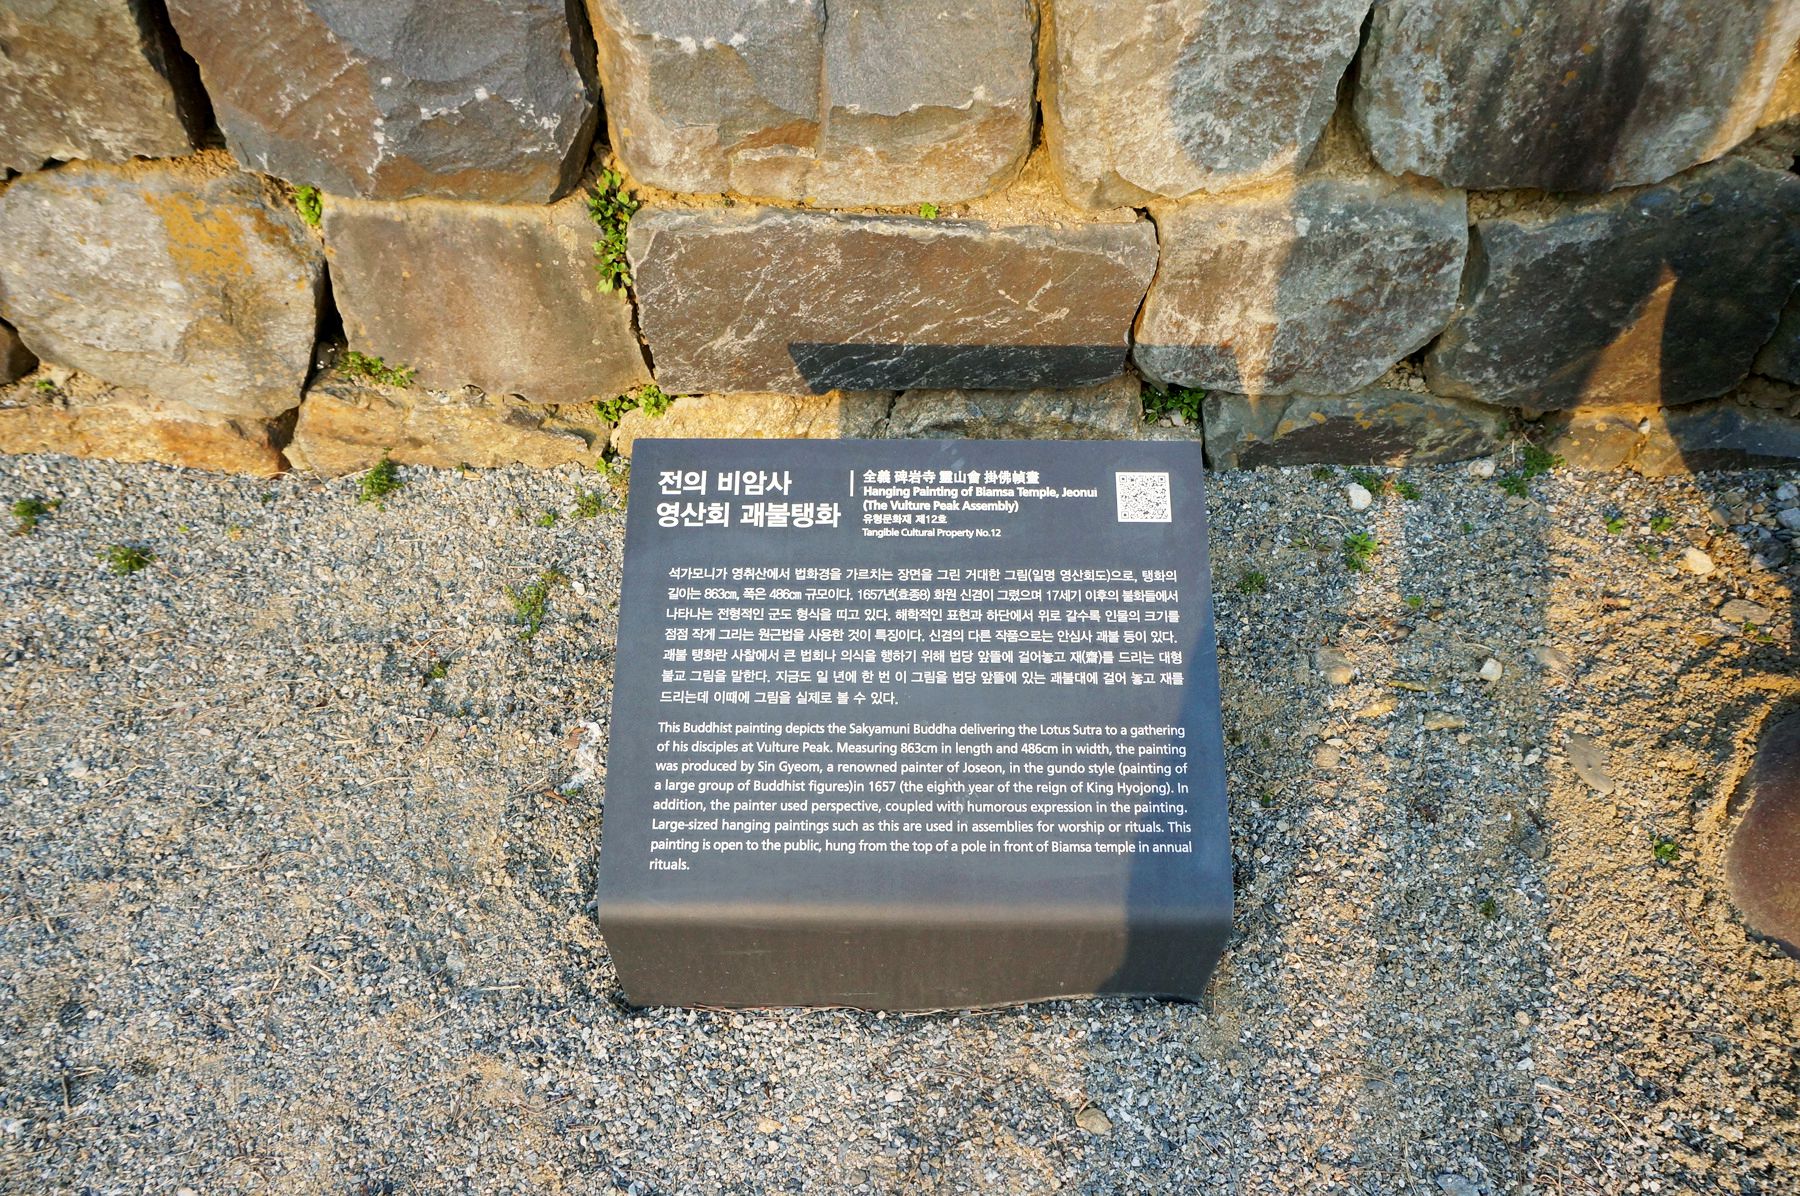 전의 비암사
영산회 괘불탱화
全義 碑岩寺 靈山會 掛佛幀畫
Hanging Painting of Biamsa Temple, Jeonui
(The Vulture Peak Assembly)
유형문화재 제12호
Tangible Cultural Property No.12
석가모니가 영취산에서 법화경을 가르치는 장면을 그린 거대한 그림(일명 영산회도)으로, 탱화의
길이는 863㎝, 폭은 486㎝ 규모이다. 1657년(효종8) 화원 신겸이 그렸으며 17세기 이후의 불화들에서
나타나는 전형적인 군도 형식을 띠고 있다. 해학적인 표현과 하단에서 위로 갈수록 인물의 크기를
점점 작게 그리는 원근법을 사용한 것이 특징이다. 신겸의 다른 작품으로는 안심사 괘불 등이 있다.
괘불 탱화란 사찰에서 큰 법회나 의식을 행하기 위해 법당 앞뜰에 걸어놓고 재(齋)를 드리는 대형
불교 그림을 말한다. 지금도 일 년에 한 번 이 그림을 법당 앞뜰에 있는 괘불대에 걸어 놓고 재를
드리는데 이때에 그림을 실제로 볼 수 있다.
This Buddhist painting depicts the Sakyamuni Buddha delivering the Lotus Sutra to a gathering
of his disciples at Vulture Peak. Measuring 863cm in length and 486cm in width, the painting
was produced by Sin Gyeom, a renowned painter of Joseon, in the gundo style (painting of
a large group of Buddhist figures)in 1657 (the eighth year of the reign of King Hyojong). In
addition, the painter used perspective, coupled with humorous expression in the painting.
Large-sized hanging paintings such as this are used in assemblies for worship or rituals. This
painting is open to the public, hung from the top of a pole in front of Biamsa temple in annual
rituals.